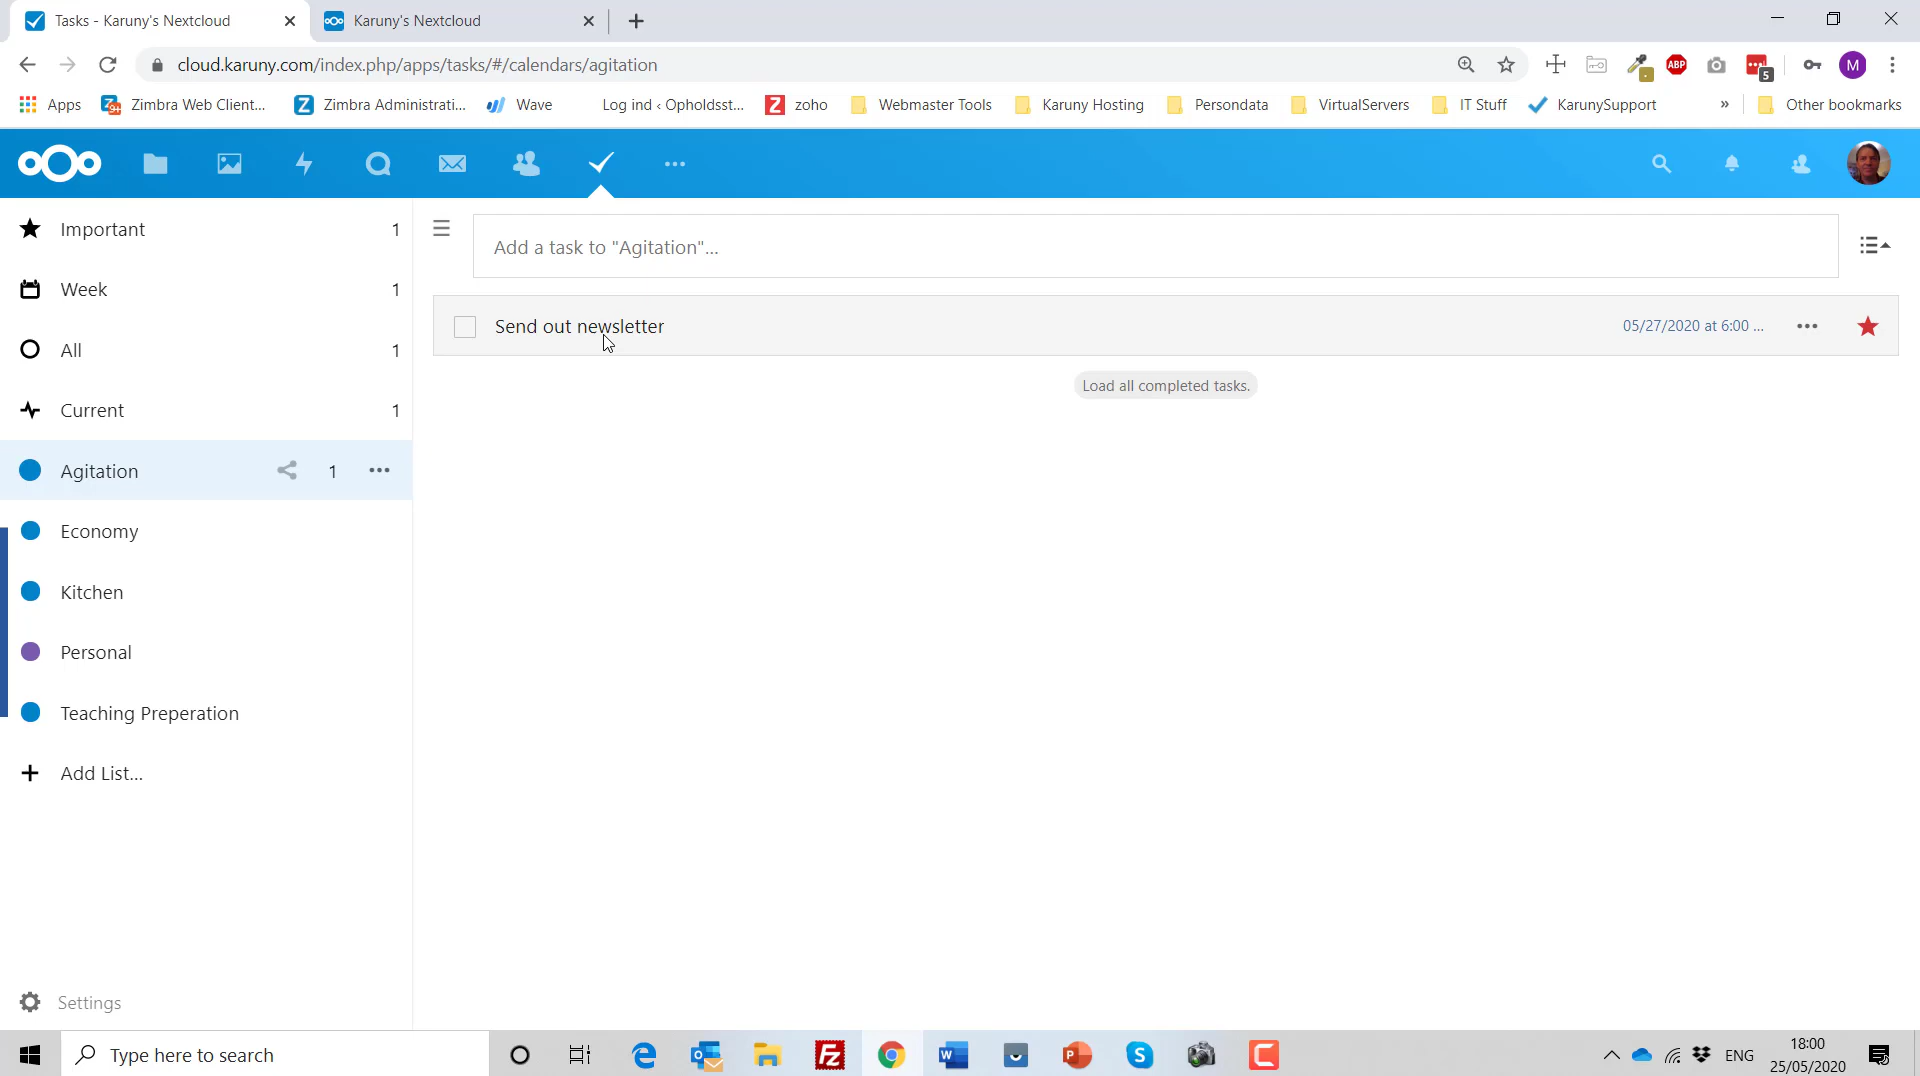 Tasks - Karuny's Nextcloud
Karuny's Nextcloud
cloud.karuny.com/index.php/apps/tasks/#/calendars/agitation
ABP
5
M
Apps
9+
Zimbra Web Client...
Zimbra Administrati...
Wave
Log ind ‹ Opholdsst...
zoho
Webmaster Tools
Karuny Hosting
Persondata
VirtualServers
IT Stuff
KarunySupport
»
Other bookmarks
Important 1
Add a task to "Agitation"...
Week 1
Send out newsletter 05/27/2020 at 6:00 ...
All 1
Load all completed tasks.
Current 1
Agitation 1
Economy
Kitchen
Personal
Teaching Preperation
Add List...
Settings
Type here to search
ENG
18:00
25/05/2020